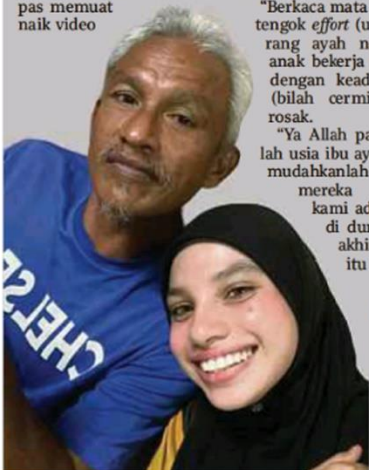 pas memuat
naik video
"Berkaca mata
tengok effort (u
rang ayah n
anak bekerja
dengan kead
(bilah cermi
rosak.
"Ya Allah pa
lah usia ibu ay
mudahkanlah
mereka
kami ad
di dun
akhi
itu
CHELSE